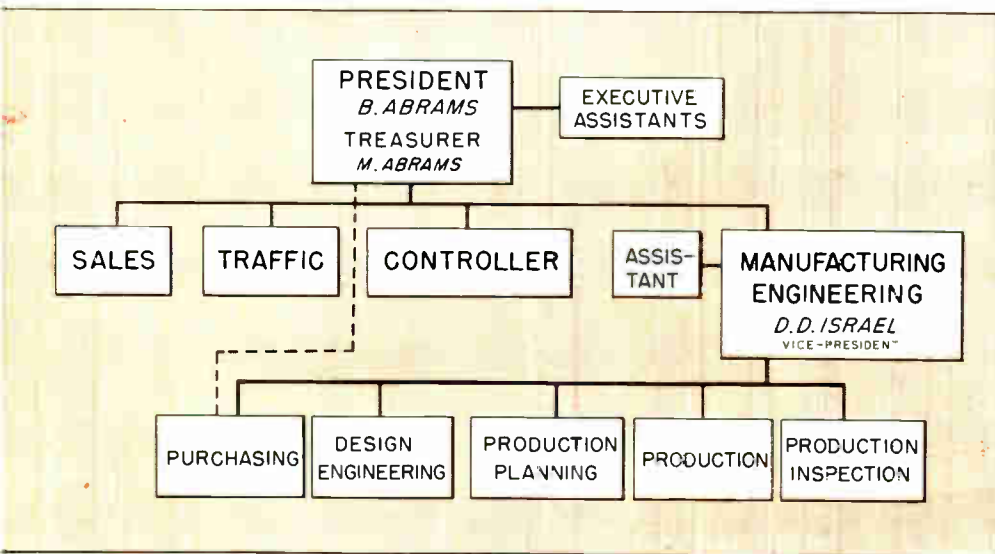 PRESIDENT
B. ABRAMS
TREASURER
M. ABRAMS
EXECUTIVE
ASSISTANTS
SALES
TRAFFIC
CONTROLLER
ASSIS-
TANT
MANUFACTURING
ENGINEERING
D. D. ISRAEL
VICE-PRESIDENT
PURCHASING
DESIGN
ENGINEERING
PRODUCTION
PLANNING
PRODUCTION
PRODUCTION
INSPECTION